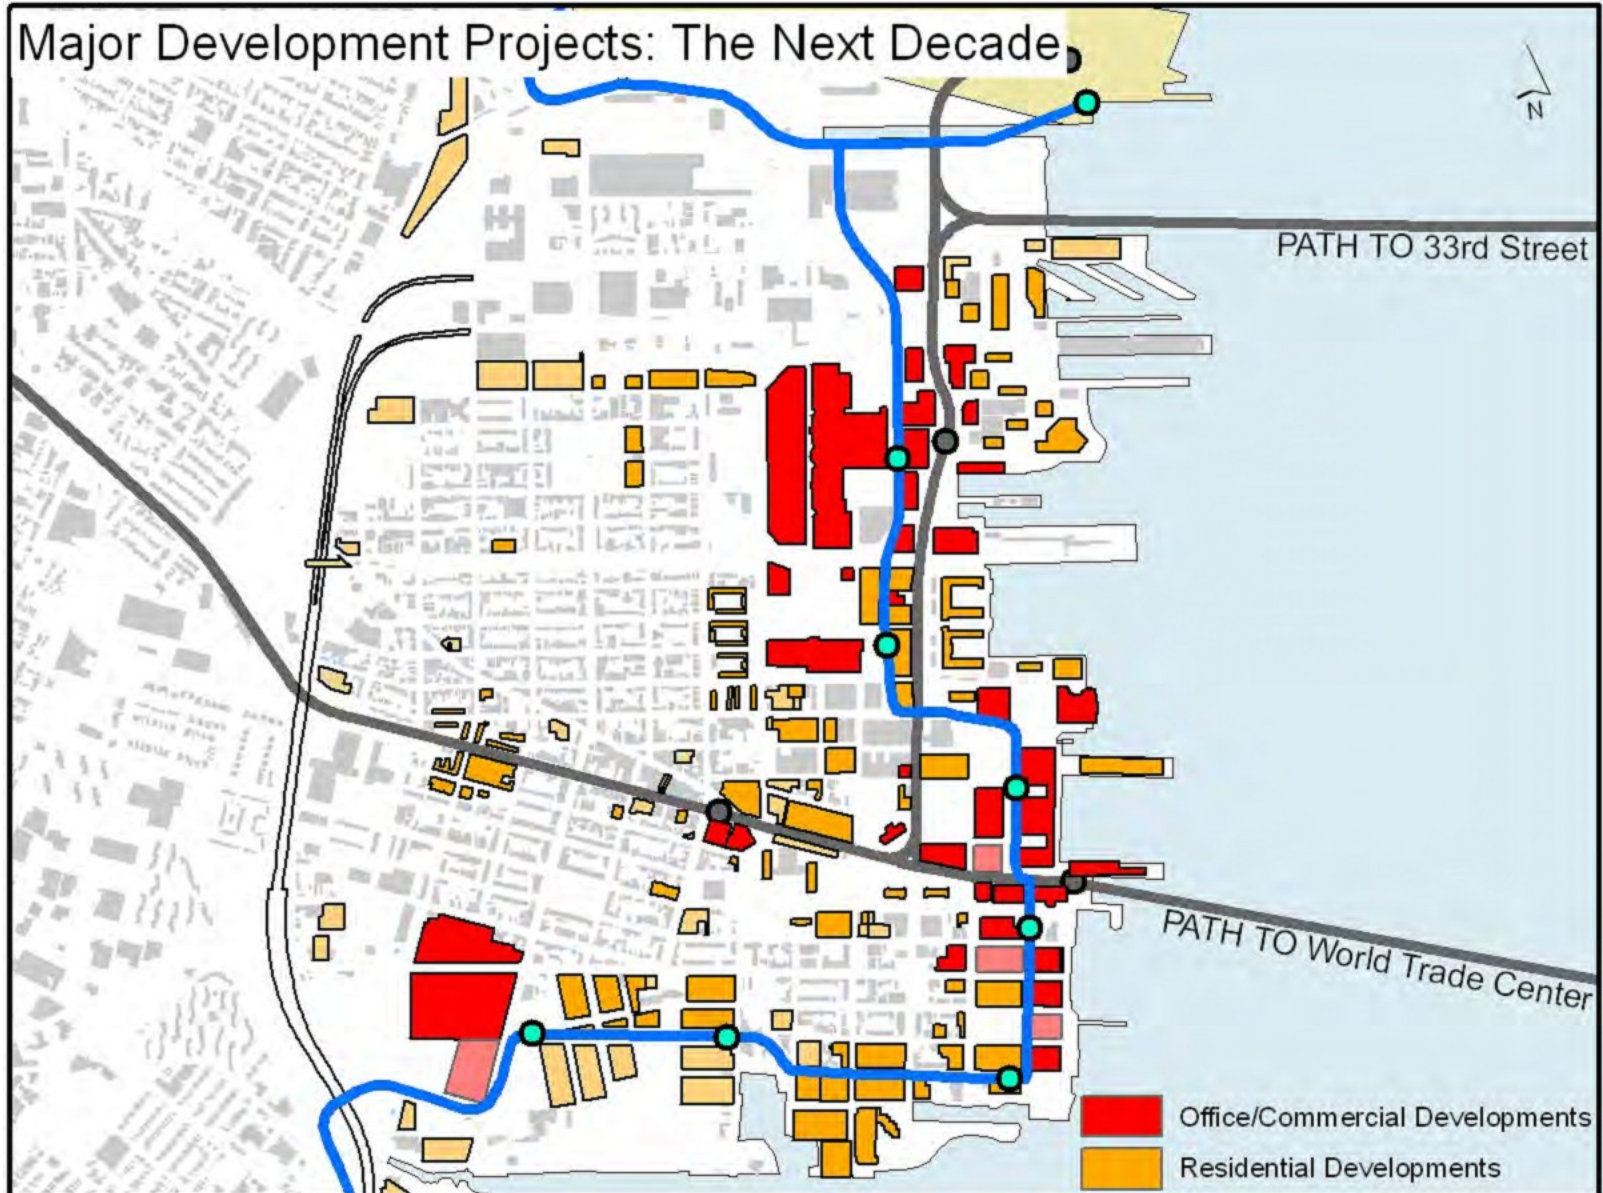 Major Development Projects: The Next Decade
N
PATH TO 33rd Street
PATH TO World Trade Center
Office/Commercial Developments
Residential Developments